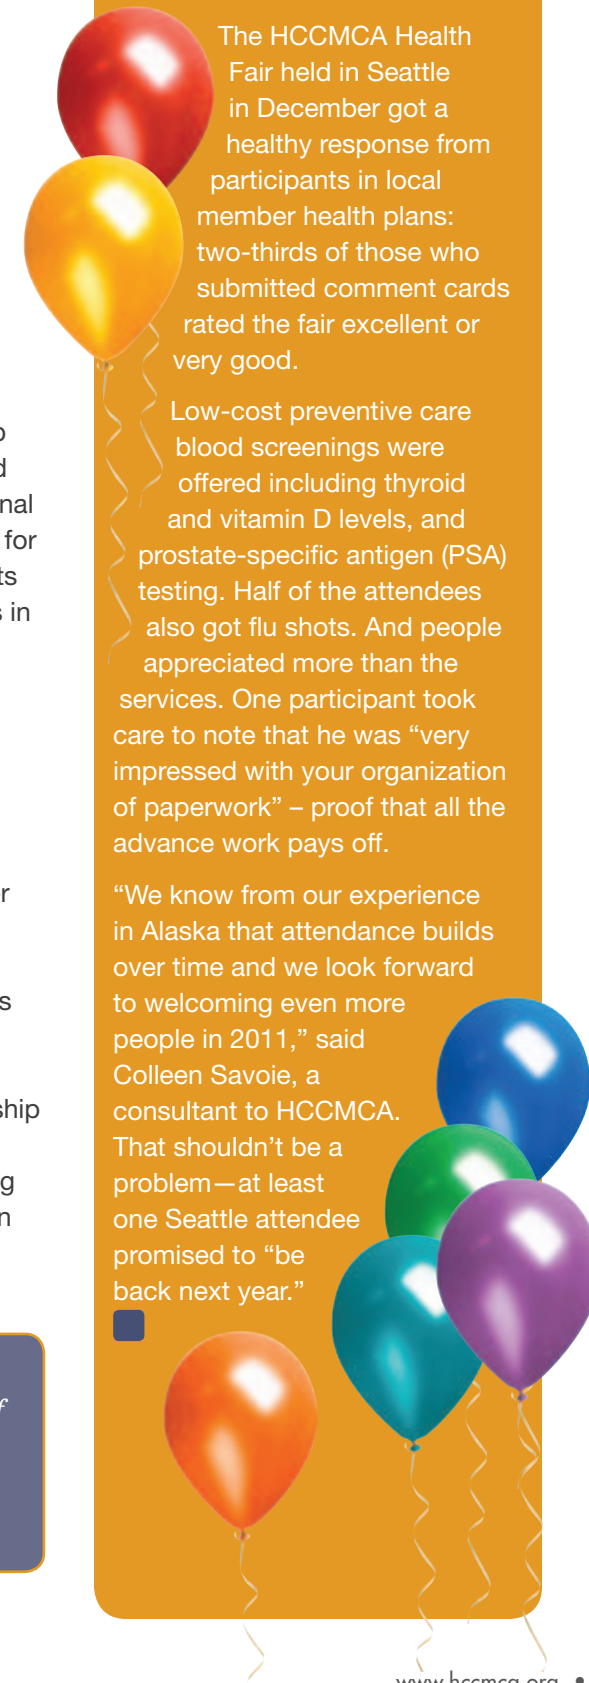 The HCCMCA Health
Fair held in Seattle
in December got a
healthy response from
participants in local
member health plans:
two-thirds of those who
submitted comment cards
rated the fair excellent or
very good.
Low-cost preventive care
blood screenings were
offered including thyroid
and vitamin D levels, and
prostate-specific antigen (PSA)
testing. Half of the attendees
also got flu shots. And people
appreciated more than the
services. One participant took
care to note that he was “very
impressed with your organization
of paperwork” – proof that all the
advance work pays off.
“We know from our experience
in Alaska that attendance builds
over time and we look forward
to welcoming even more
people in 2011,” said
Colleen Savoie, a
consultant to HCCMCA.
That shouldn’t be a
problem—at least
one Seattle attendee
promised to “be
back next year.”
for
in
www.hccmca.org •